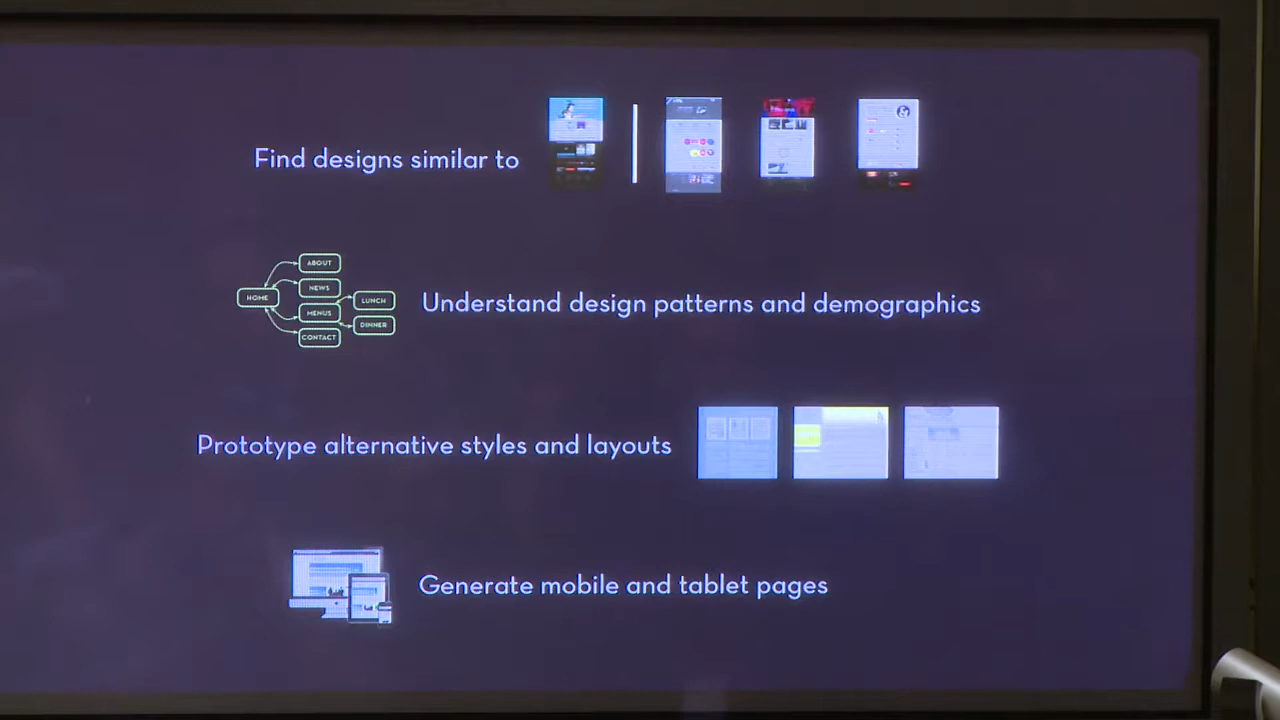 Find designs similar to
ABOUT
NEWS
HOME
LUNCH
MENUS
DINNER
CONTACT
Understand design patterns and demographics
Prototype alternative styles and layouts
Generate mobile and tablet pages